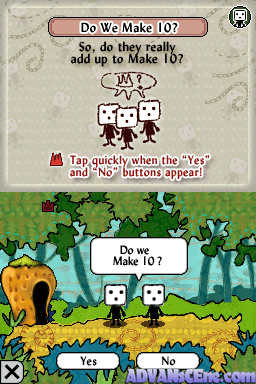 Do We Make 10?
So, do they really
add up to Make 10?
?
Tap quickly when the “Yes”
and “No” buttons appear!
Do we
Make 10?
Yes
No
ADVANsCEne.com